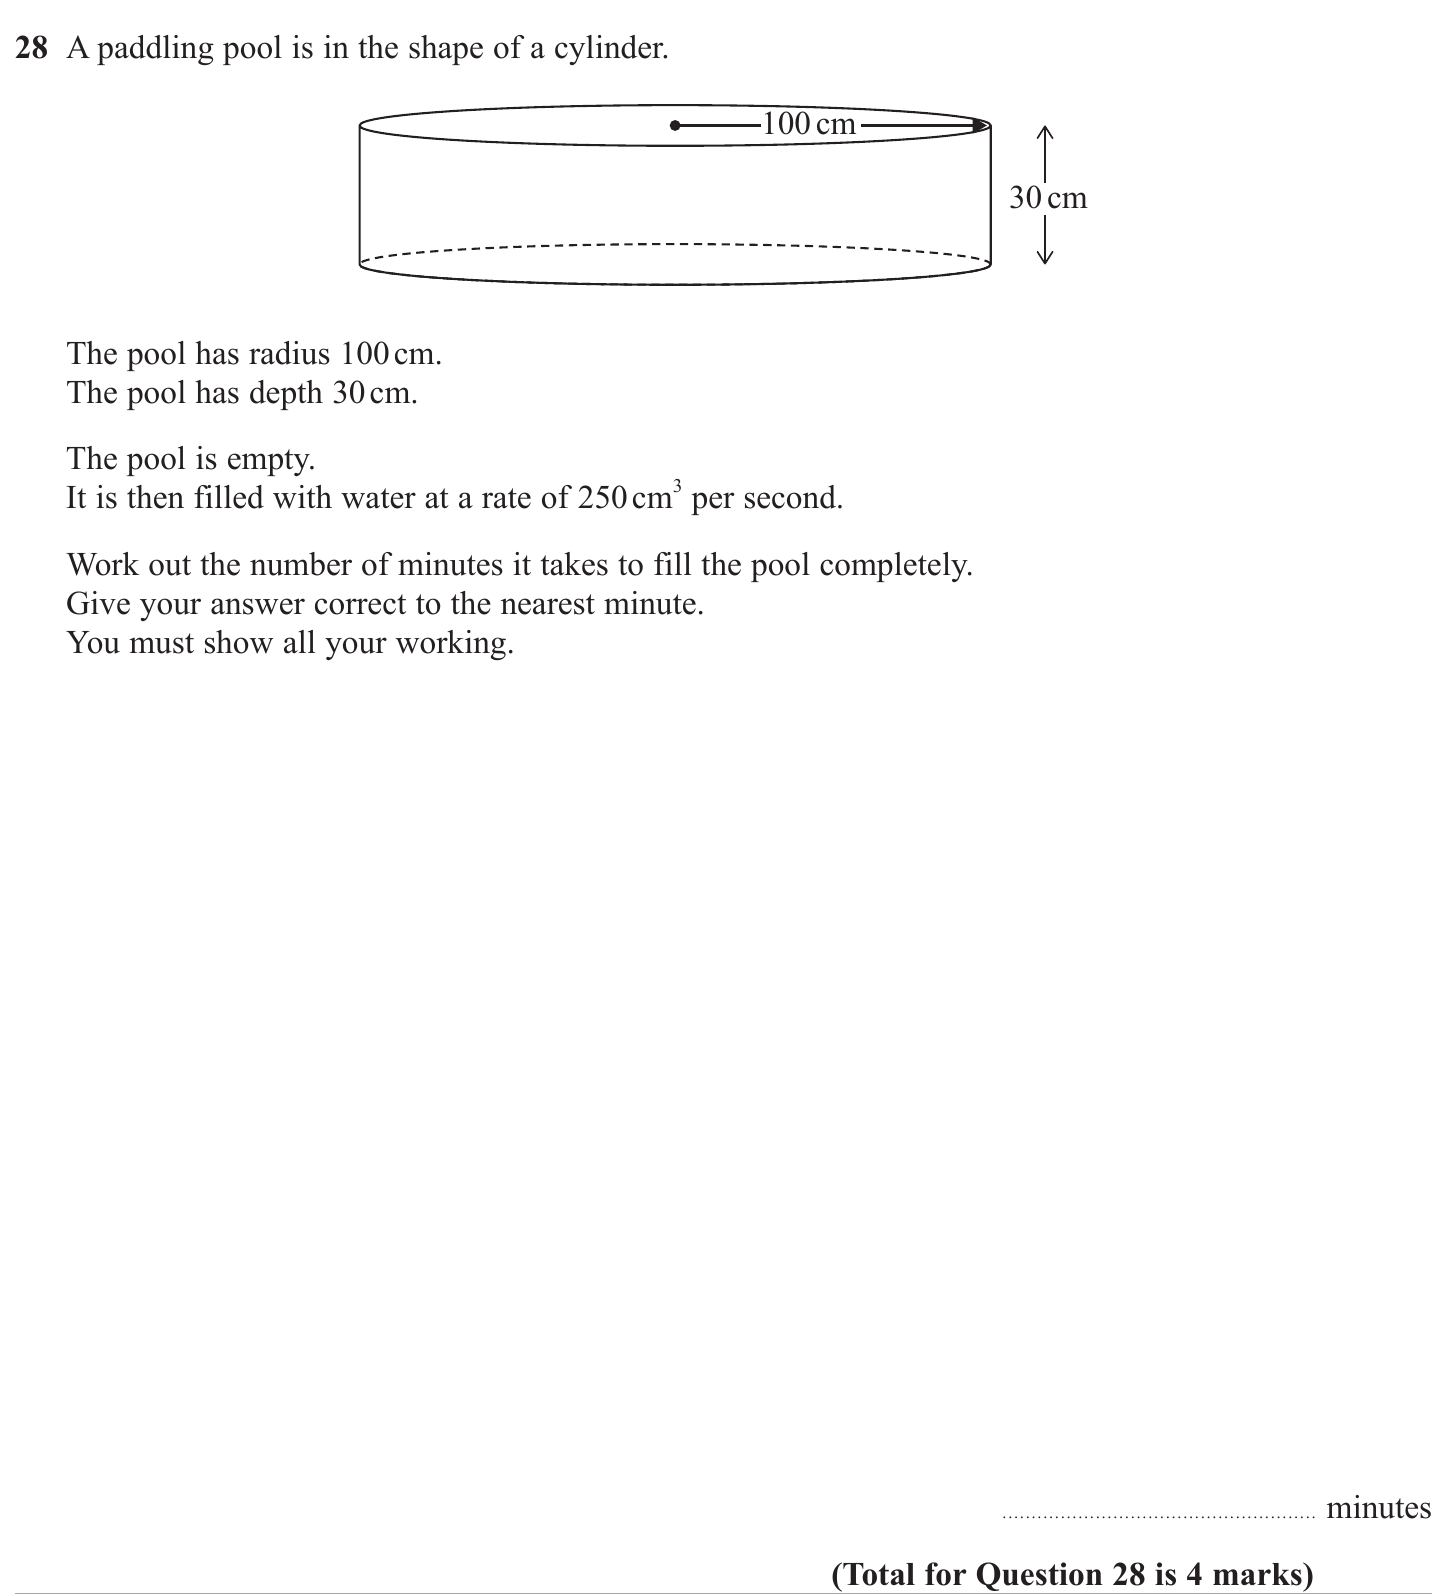 28 A paddling pool is in the shape of a cylinder.
100 cm
30 cm
The pool has radius 100 cm.
The pool has depth 30 cm.
The pool is empty.
It is then filled with water at a rate of 250 cm³ per second.
Work out the number of minutes it takes to fill the pool completely.
Give your answer correct to the nearest minute.
You must show all your working.
........................................................ minutes
(Total for Question 28 is 4 marks)